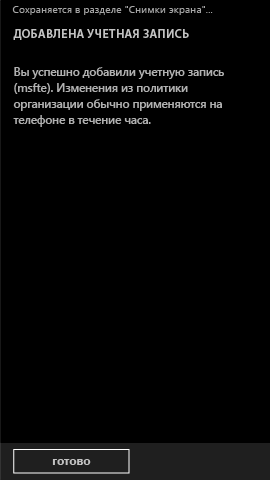 Сохраняется в разделе "Снимки экрана"...
ДОБАВЛЕНА УЧЕТНАЯ ЗАПИСЬ
Вы успешно добавили учетную запись
(msfte). Изменения из политики
организации обычно применяются на
телефоне в течение часа.
готово